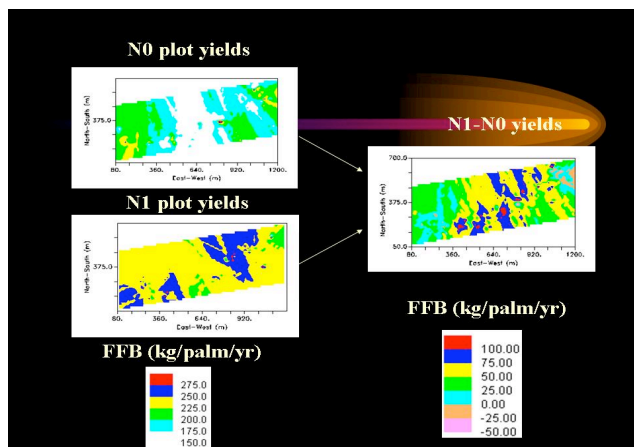 N0 plot yields
North-South (m)
375.0
80. 360. 640. 920. 1200.
East-West (m)
N1-N0 yields
North-South (m)
700.0
375.0
50.0
80. 360. 640. 920. 1200.
East-West (m)
N1 plot yields
North-South (m)
375.0
80. 360. 640. 920.
East-West (m)
FFB (kg/palm/yr)
275.0
250.0
225.0
200.0
175.0
150.0
FFB (kg/palm/yr)
100.00
75.00
50.00
25.00
0.00
-25.00
-50.00